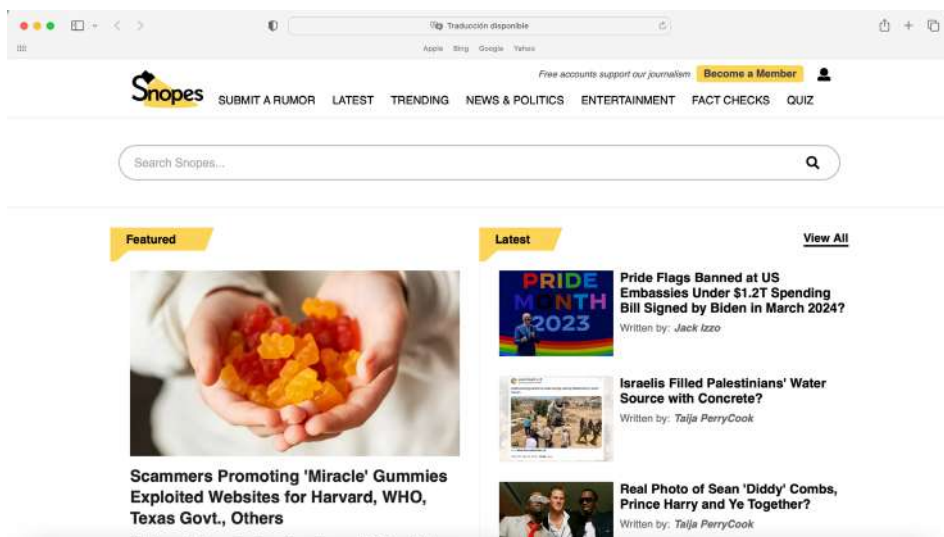 Traducción disponible
Apple Bing Google Yahoo
Free accounts support our journalism Become a Member
Snopes
SUBMIT A RUMOR LATEST TRENDING NEWS & POLITICS ENTERTAINMENT FACT CHECKS QUIZ
Search Snopes...
Featured
Scammers Promoting 'Miracle' Gummies
Exploited Websites for Harvard, WHO,
Texas Govt., Others
Latest
View All
PRIDE
MONTH
2023
Pride Flags Banned at US
Embassies Under $1.2T Spending
Bill Signed by Biden in March 2024?
Written by: Jack Izzo
Israelis Filled Palestinians' Water
Source with Concrete?
Written by: Taija PerryCook
Real Photo of Sean 'Diddy' Combs,
Prince Harry and Ye Together?
Written by: Taija PerryCook